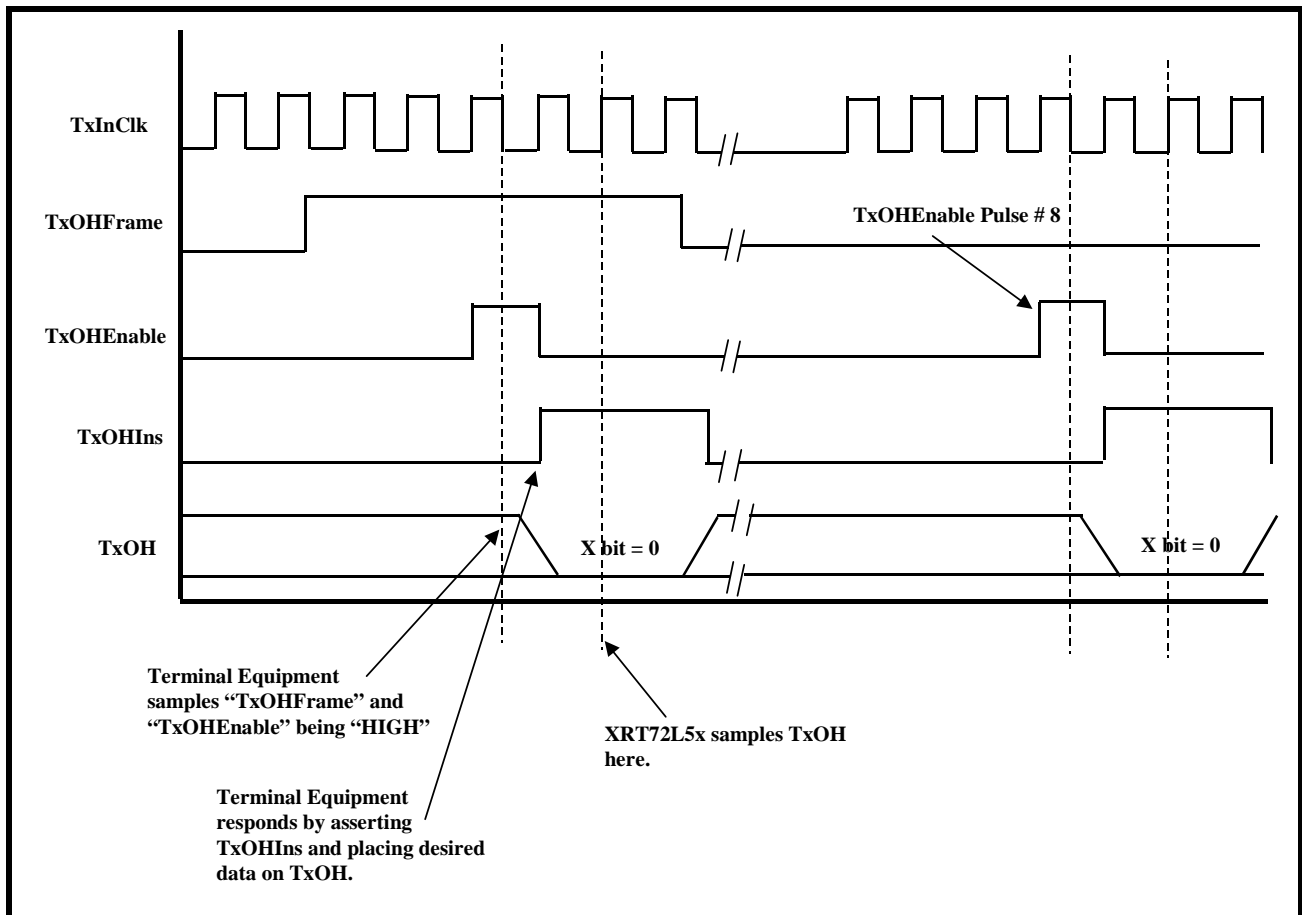 TxInClk
TxOHFrame
TxOHEnable Pulse # 8
TxOHEnable
TxOHIns
TxOH
X bit = 0
X bit = 0
Terminal Equipment
samples “TxOHFrame” and
“TxOHEnable” being “HIGH”
XRT72L5x samples TxOH
here.
Terminal Equipment
responds by asserting
TxOHIns and placing desired
data on TxOH.